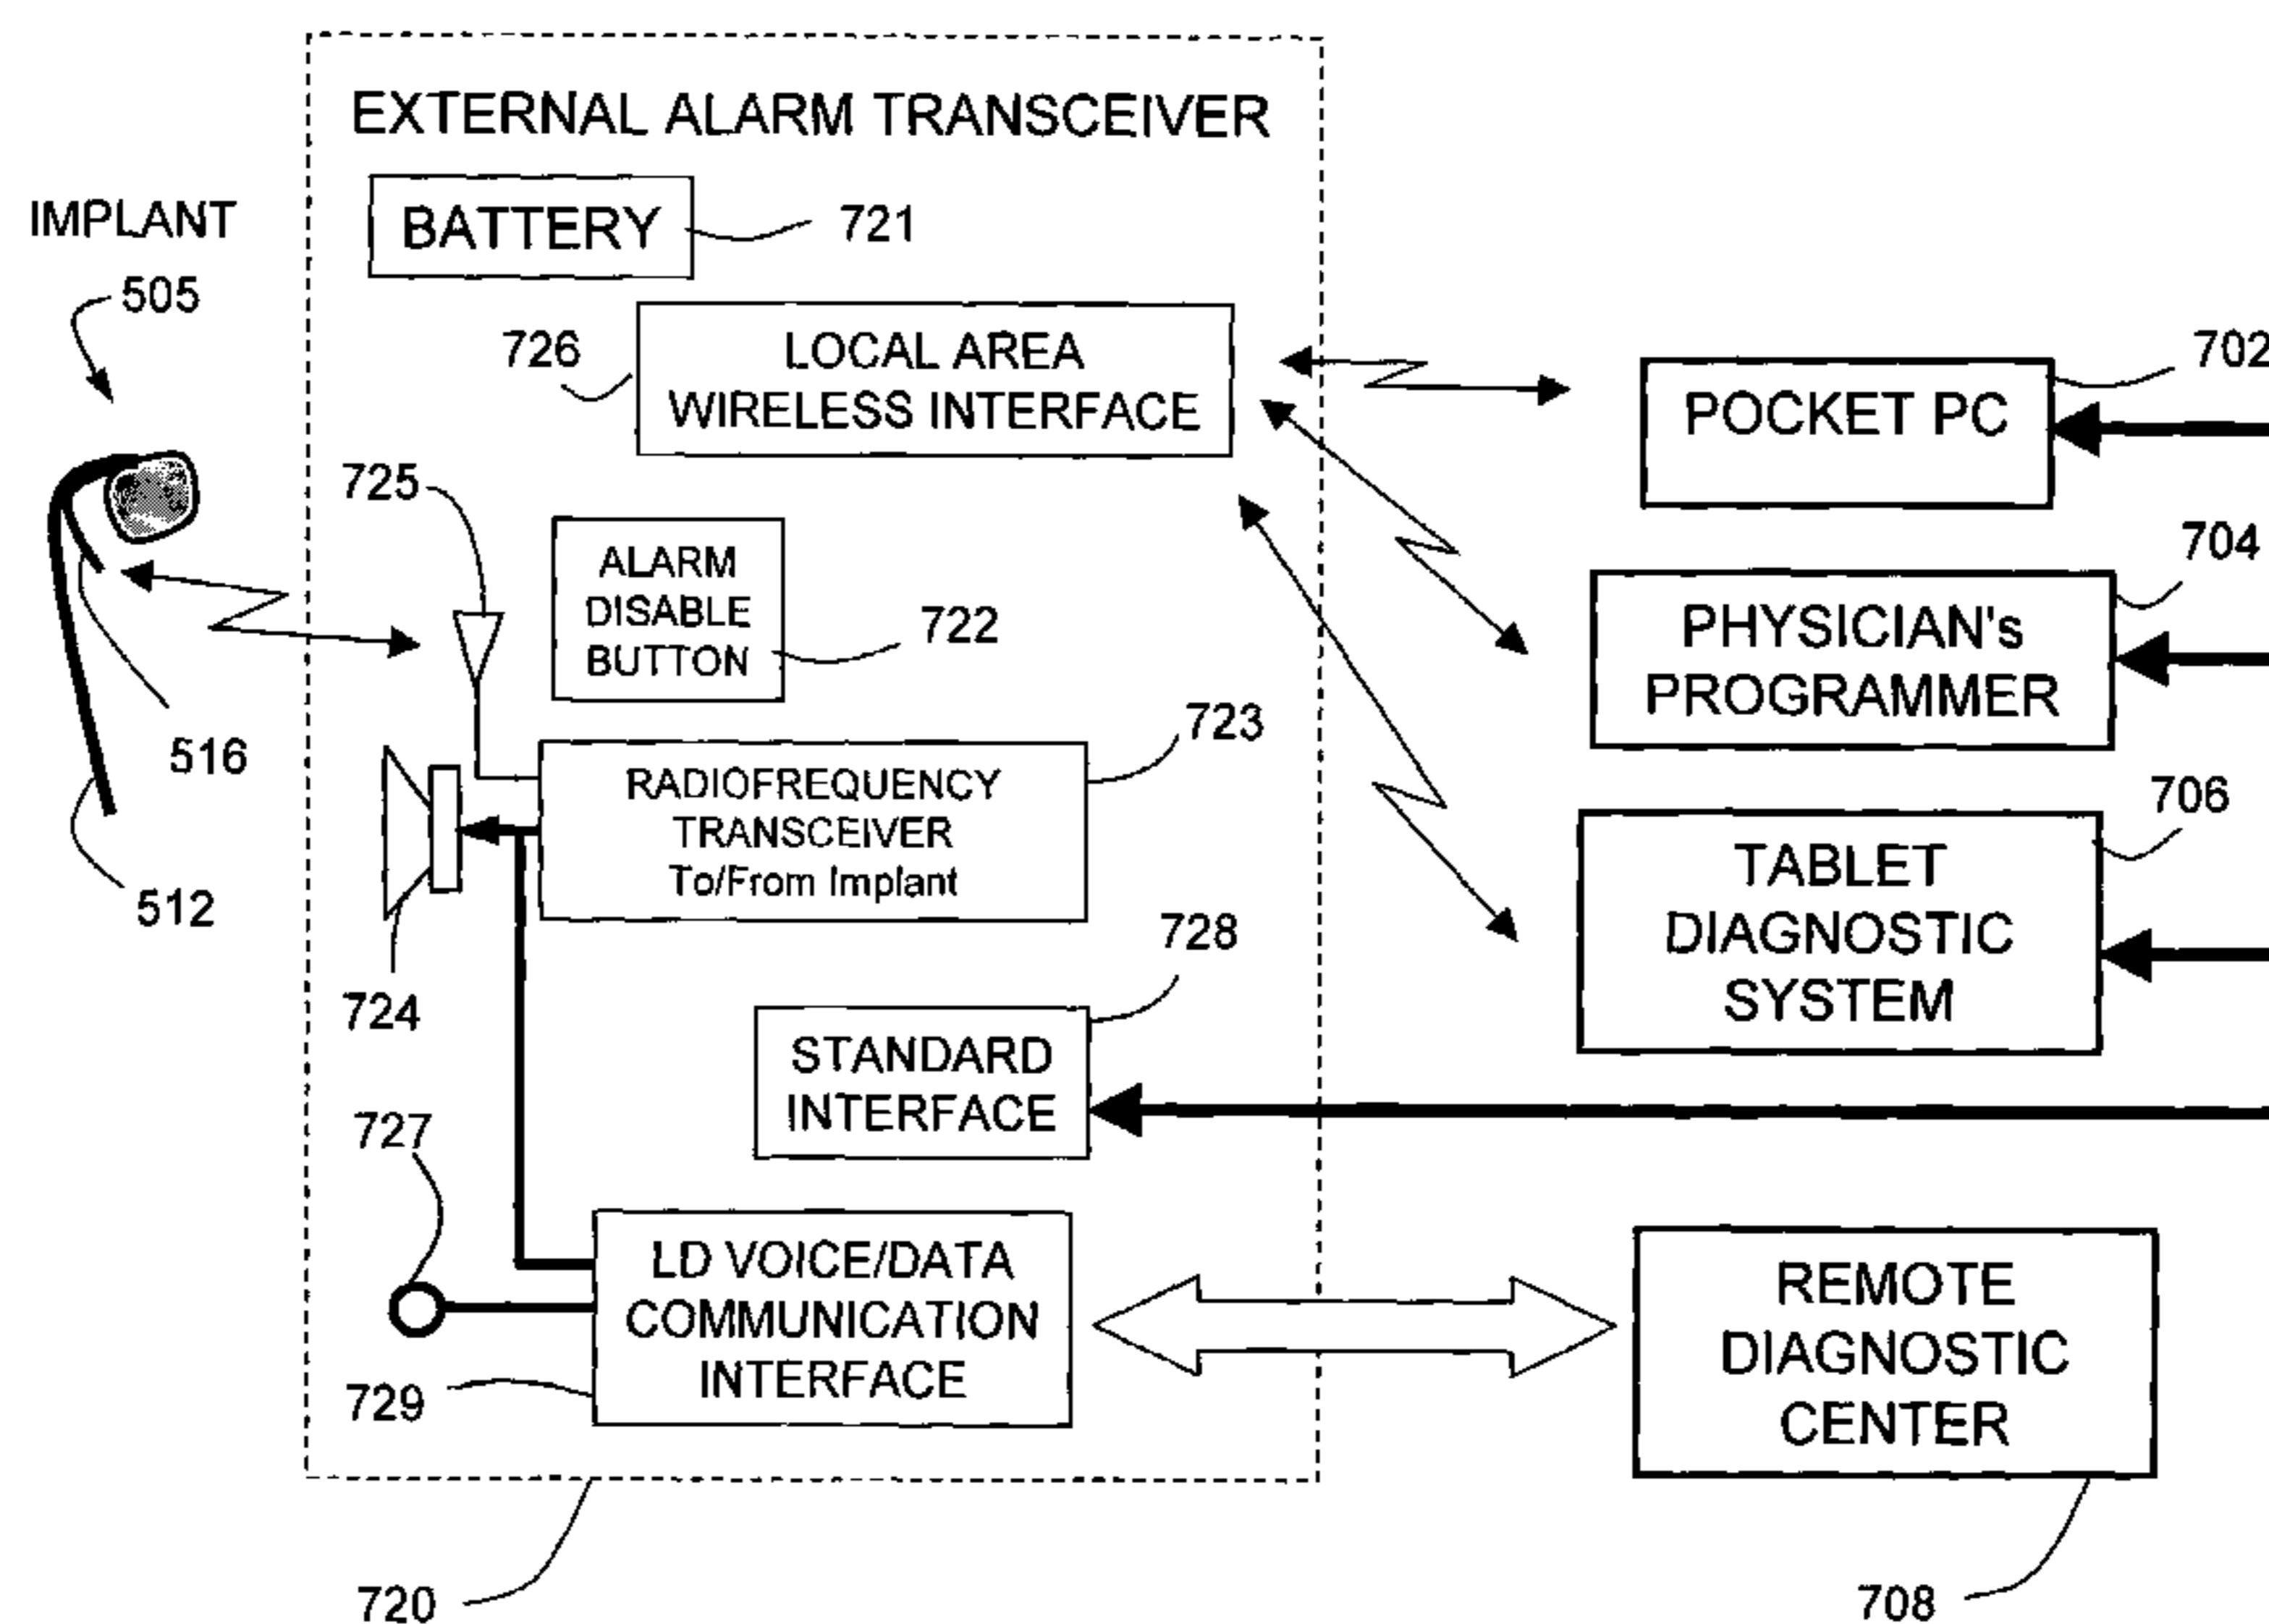 EXTERNAL ALARM TRANSCEIVER
IMPLANT
505
BATTERY
721
726
LOCAL AREA
WIRELESS INTERFACE
702
POCKET PC
725
ALARM
DISABLE
BUTTON
722
704
PHYSICIAN's
PROGRAMMER
516
512
723
RADIOFREQUENCY
TRANSCEIVER
To/From Implant
724
706
TABLET
DIAGNOSTIC
SYSTEM
728
STANDARD
INTERFACE
727
LD VOICE/DATA
COMMUNICATION
INTERFACE
729
REMOTE
DIAGNOSTIC
CENTER
720
708